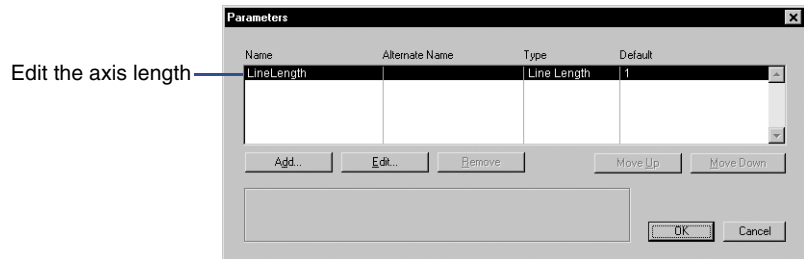 Parameters
Name Alternate Name Type Default
Edit the axis length
LineLength Line Length 1
Add... Edit... Remove Move Up Move Down
OK Cancel